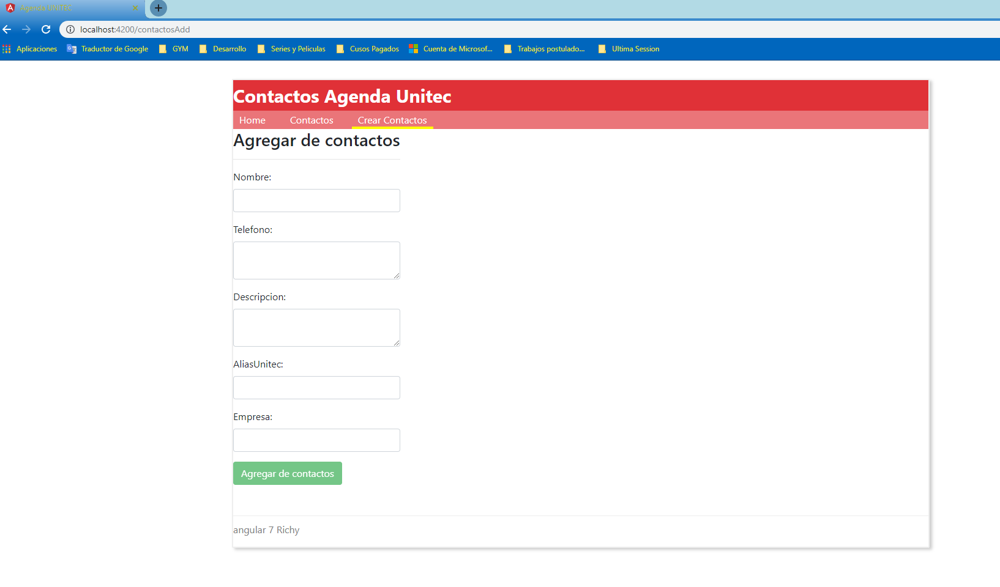 Agenda UNITEC
localhost:4200/contactosAdd
Aplicaciones Traductor de Google GYM Desarrollo Series y Peliculas Cusos Pagados Cuenta de Microsof... Trabajos postulado... Ultima Session
Contactos Agenda Unitec
Home Contactos Crear Contactos
Agregar de contactos
Nombre:
Telefono:
Descripcion:
AliasUnitec:
Empresa:
Agregar de contactos
angular 7 Richy